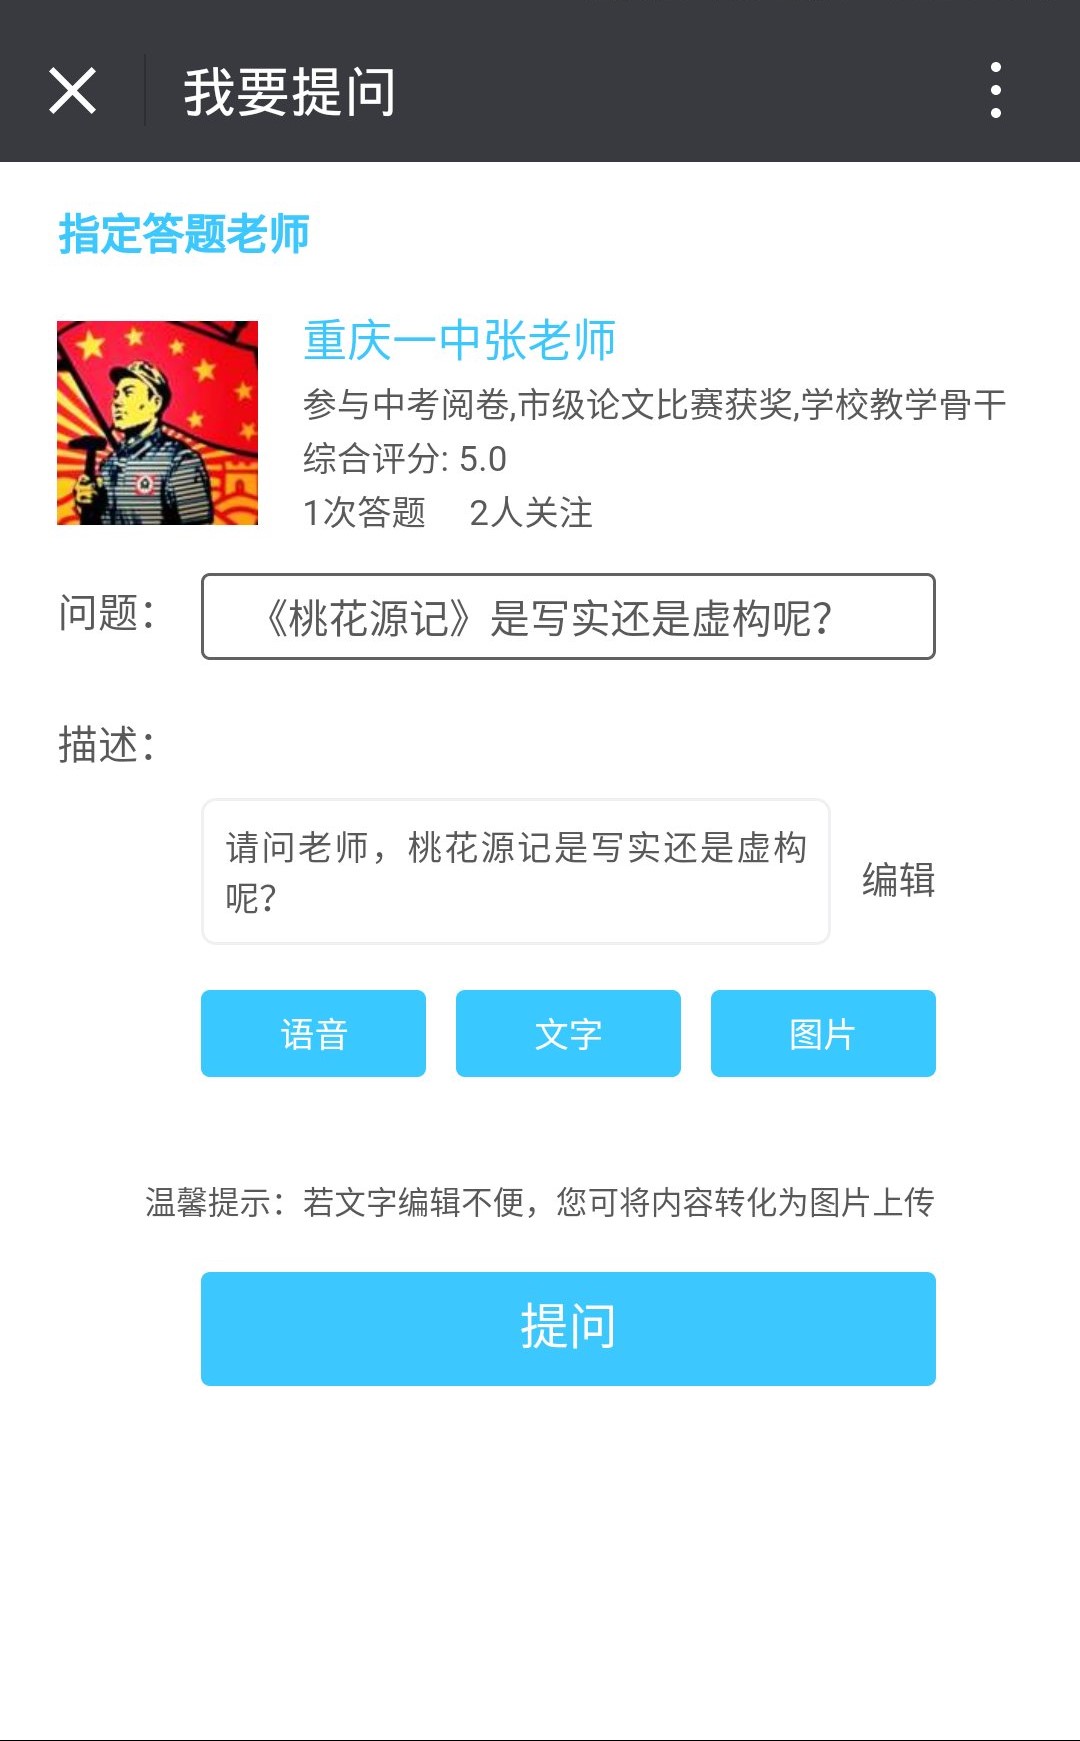 我要提问
指定答题老师
重庆一中张老师
参与中考阅卷,市级论文比赛获奖,学校教学骨干
综合评分: 5.0
1次答题 2人关注
问题：
《桃花源记》是写实还是虚构呢？
描述：
请问老师，桃花源记是写实还是虚构
呢？
编辑
语音 文字 图片
温馨提示：若文字编辑不便，您可将内容转化为图片上传
提问